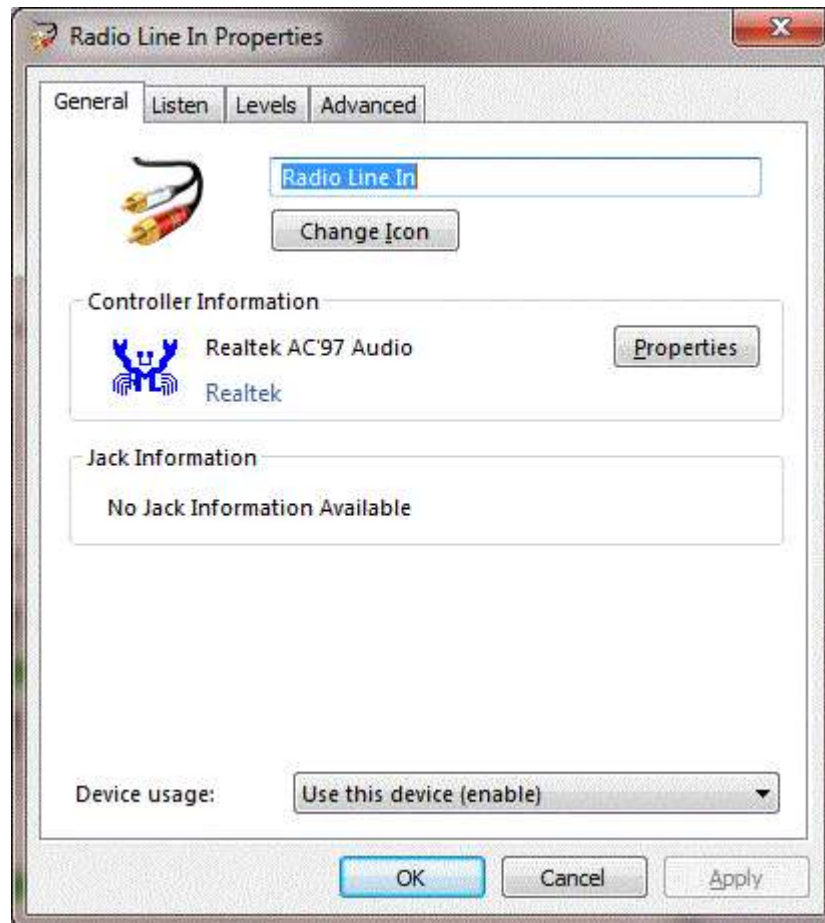 Radio Line In Properties
General Listen Levels Advanced
Radio Line In
Change Icon
Controller Information
Realtek AC'97 Audio
Properties
Realtek
Jack Information
No Jack Information Available
Device usage: Use this device (enable)
OK Cancel Apply